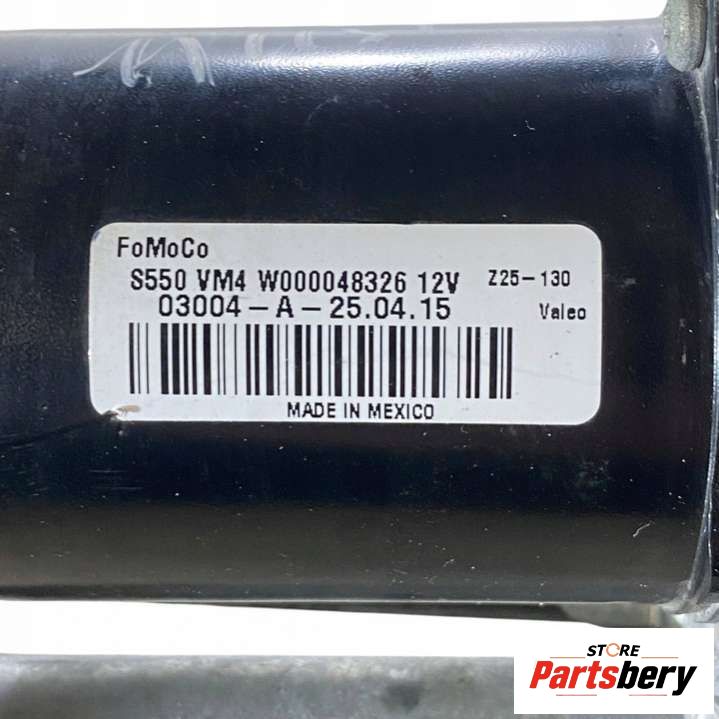 FoMoCo
S550 VM4 W000048326 12V Z25-130
03004-A-25.04.15 Valeo
MADE IN MEXICO
STORE
Partsbery